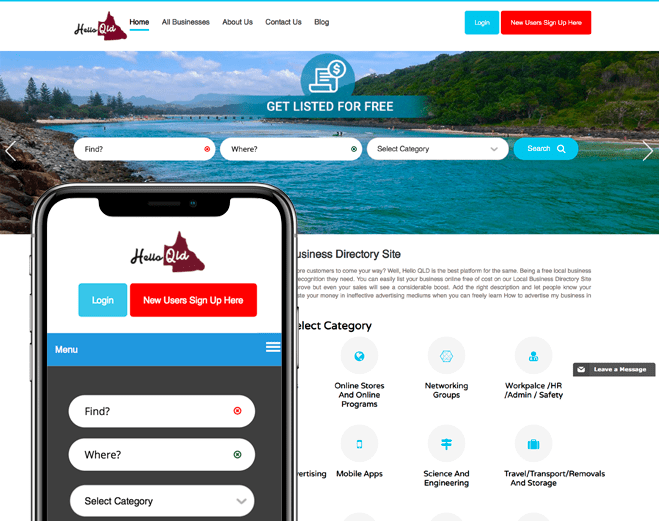 Hello Qld
Home All Businesses About Us Contact Us Blog
Login New Users Sign Up Here
GET LISTED FOR FREE
Find? Where? Select Category Search
usiness Directory Site
ore customers to come your way? Well, Hello QLD is the best platform for the same. Being a free local business
recognition they need. You can easily list your business online free of cost on our Local Business Directory Site
prove but even your sales will see a considerable boost. Add the right description and let people know your
ste your money in ineffective advertising mediums when you can freely learn How to advertise my business in
elect Category
Online Stores
And Online
Programs
Networking
Groups
Workpalce /HR
/Admin / Safety
Leave a Message
vertising
Mobile Apps
Science And
Engineering
Travel/Transport/Removals
And Storage
Hello Qld
Login New Users Sign Up Here
Menu
Find?
Where?
Select Category